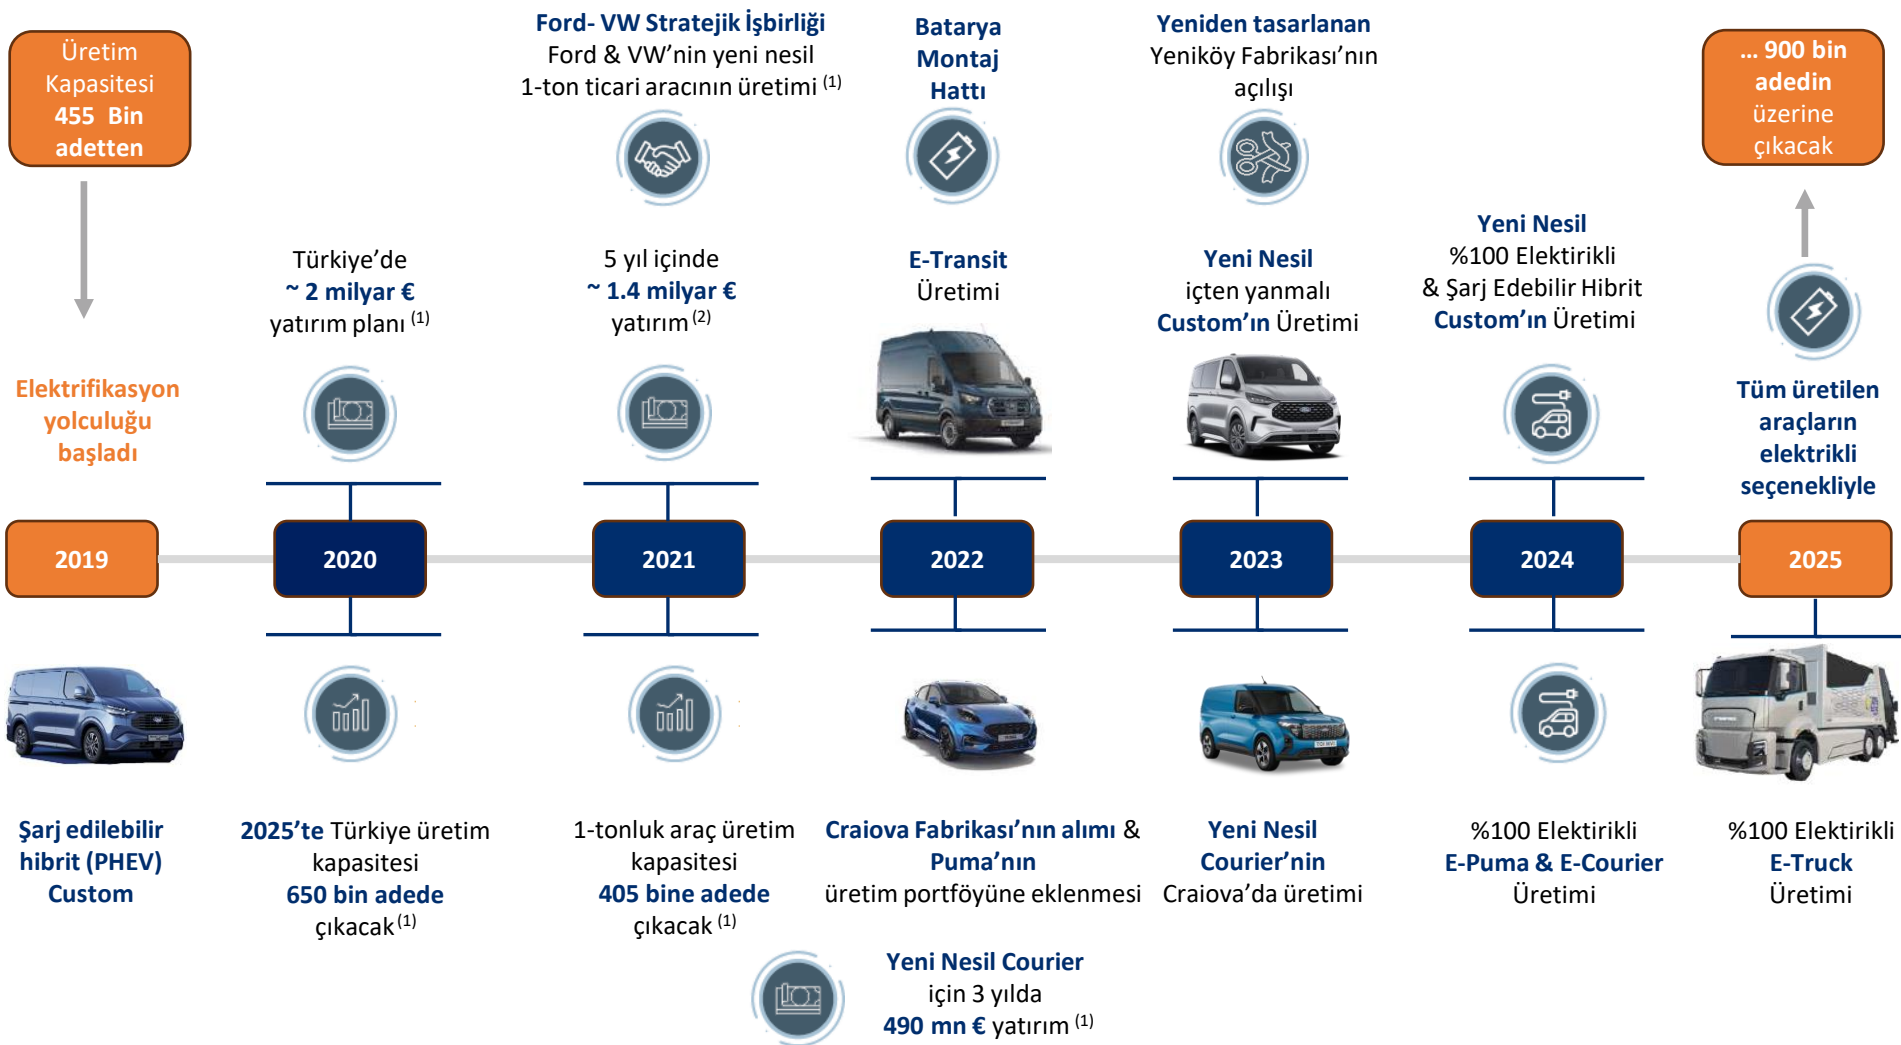 Üretim
Kapasitesi
455 Bin
adetten
Ford- VW Stratejik İşbirliği
Ford & VW'nin yeni nesil
1-ton ticari aracının üretimi (1)
Batarya
Montaj
Hattı
Yeniden tasarlanan
Yeniköy Fabrikası'nın
açılışı
... 900 bin
adedin
üzerine
çıkacak
Elektrifikasyon
yolculuğu
başladı
Türkiye'de
~ 2 milyar €
yatırım planı (1)
5 yıl içinde
~ 1.4 milyar €
yatırım (2)
E-Transit
Üretimi
Yeni Nesil
içten yanmalı
Custom'ın Üretimi
Yeni Nesil
%100 Elektirikli
& Şarj Edebilir Hibrit
Custom'ın Üretimi
Tüm üretilen
araçların
elektrikli
seçenekliyle
2019
2020
2021
2022
2023
2024
2025
Şarj edilebilir
hibrit (PHEV)
Custom
2025'te Türkiye üretim
kapasitesi
650 bin adede
çıkacak (1)
1-tonluk araç üretim
kapasitesi
405 bine adede
çıkacak (1)
Craiova Fabrikası'nın alımı &
Puma'nın
üretim portföyüne eklenmesi
Yeni Nesil
Courier'nin
Craiova'da üretimi
%100 Elektirikli
E-Puma & E-Courier
Üretimi
%100 Elektirikli
E-Truck
Üretimi
Yeni Nesil Courier
için 3 yılda
490 mn € yatırım (1)